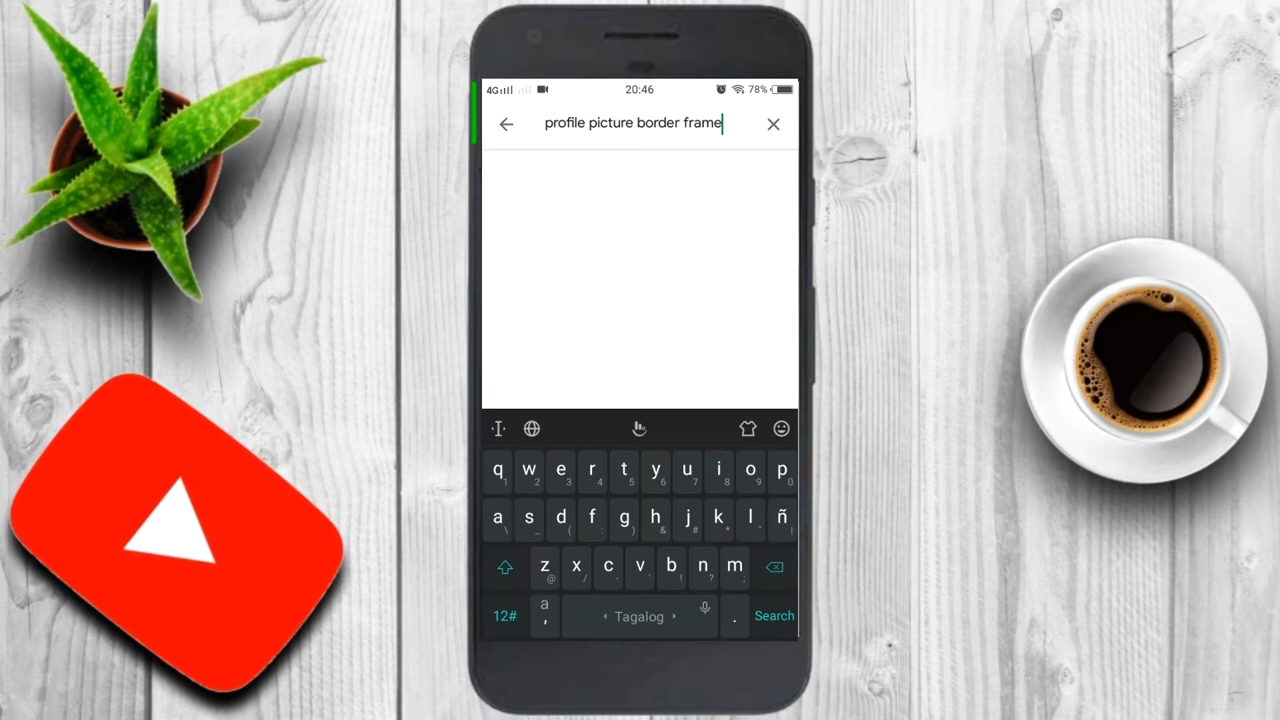 4G 20:46 78%
profile picture border frame
q w e r t y u i o p
1 2 3 4 5 6 7 8 9 0
a s d f g h j k l ñ
\ _ ( : ) & # * |
z x c v b n m
@ / - ' ! ? ;
12# a , Tagalog . Search